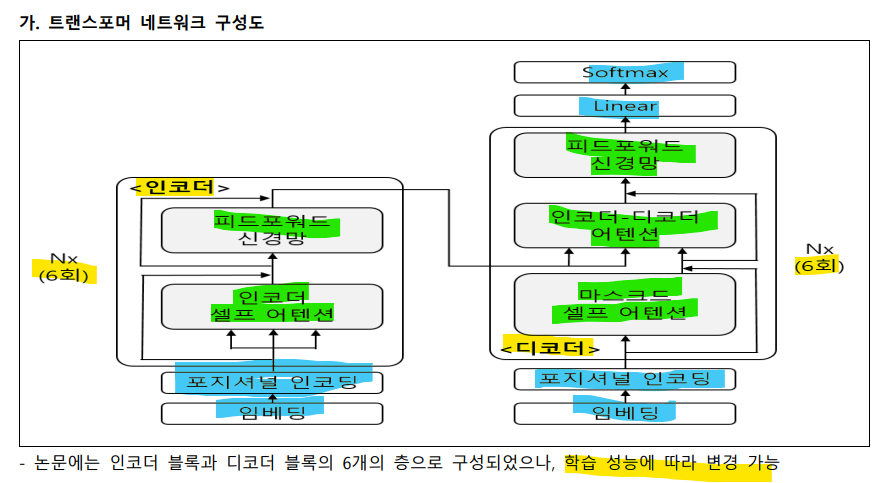 가. 트랜스포머 네트워크 구성도
Softmax
Linear
피드포워드
신경망
<인코더>
피드포워드
신경망
인코더-디코더
어텐션
Nx
(6회)
Nx
(6회)
인코더
셀프 어텐션
마스크드
셀프 어텐션
<디코더>
포지셔널 인코딩
포지셔널 인코딩
임베딩
임베딩
- 논문에는 인코더 블록과 디코더 블록의 6개의 층으로 구성되었으나, 학습 성능에 따라 변경 가능